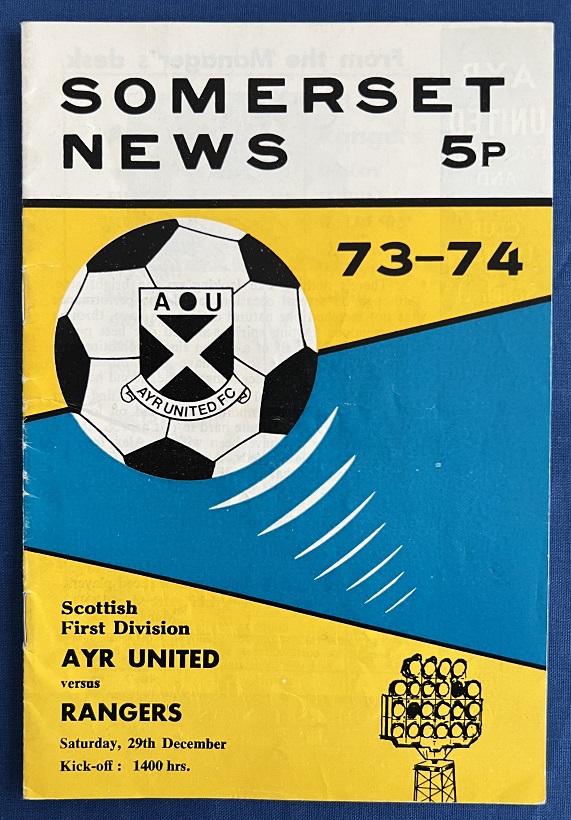 SOMERSET
NEWS 5P
73–74
A U
AYR UNITED FC
Scottish
First Division
AYR UNITED
versus
RANGERS
Saturday, 29th December
Kick-off : 1400 hrs.